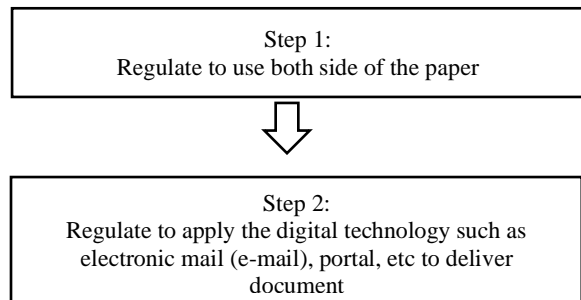 Step 1:
Regulate to use both side of the paper
Step 2:
Regulate to apply the digital technology such as
electronic mail (e-mail), portal, etc to deliver
document